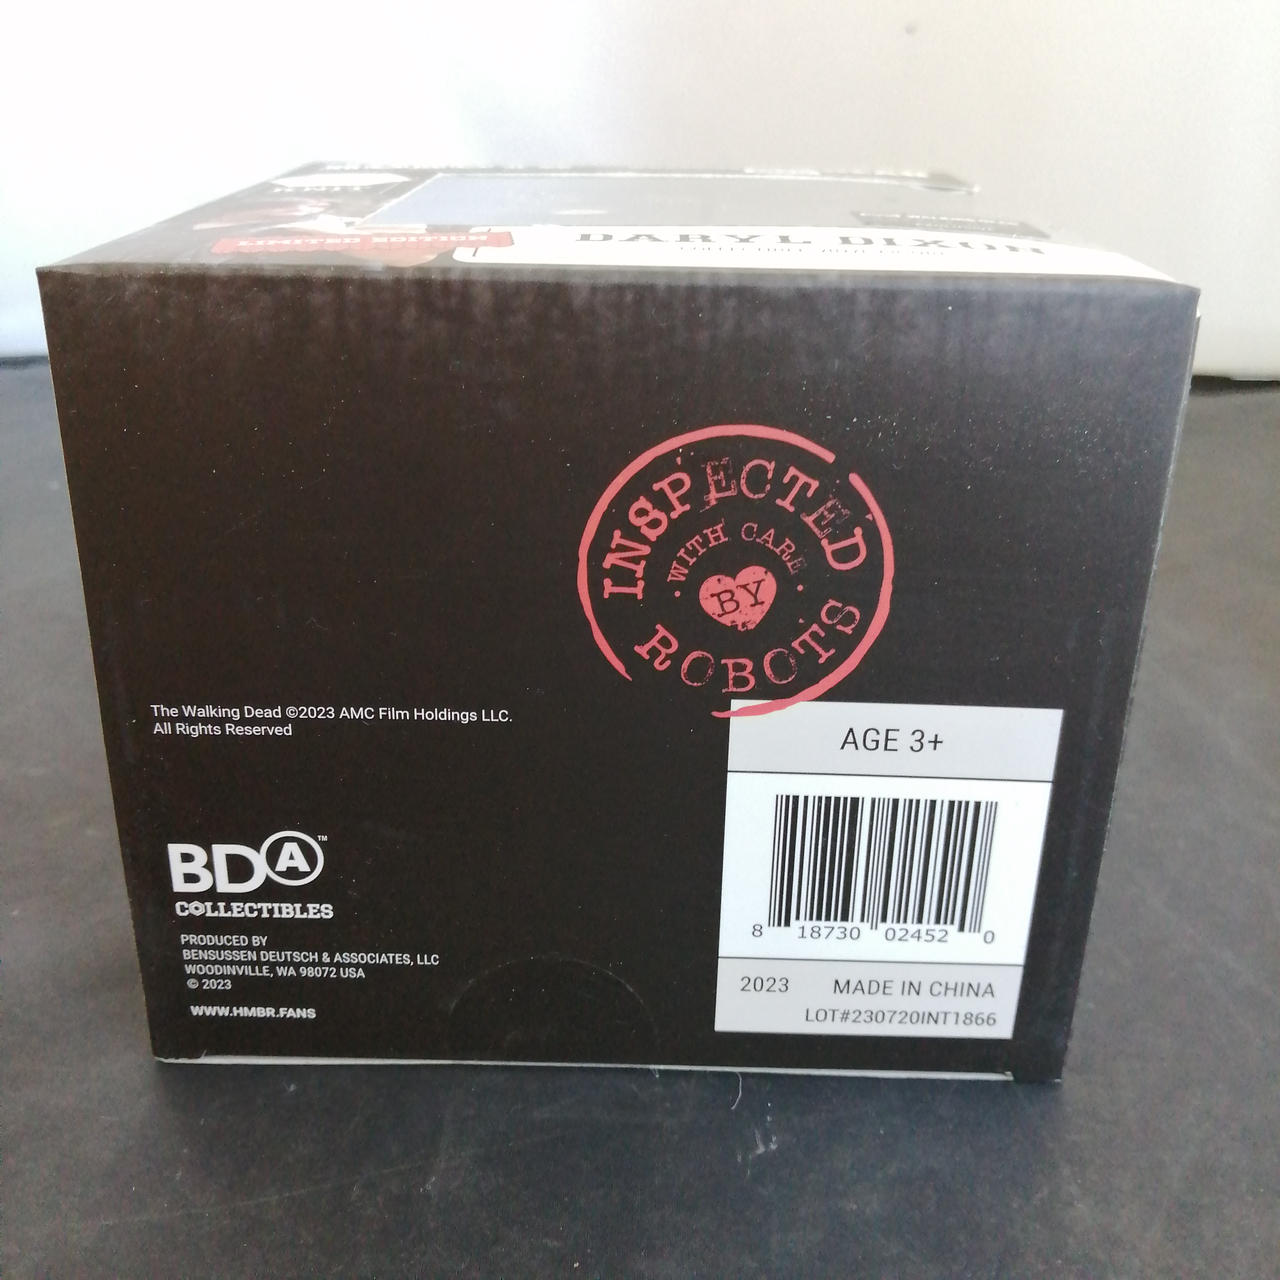 LIMITED EDITION
DARYL DIXON
INSPECTED
WITH CARE
BY
ROBOTS
The Walking Dead ©2023 AMC Film Holdings LLC.
All Rights Reserved
BDA™
COLLECTIBLES
PRODUCED BY
BENSUSSEN DEUTSCH & ASSOCIATES, LLC
WOODINVILLE, WA 98072 USA
© 2023
WWW.HMBR.FANS
AGE 3+
8 18730 02452 0
2023 MADE IN CHINA
LOT#230720INT1866